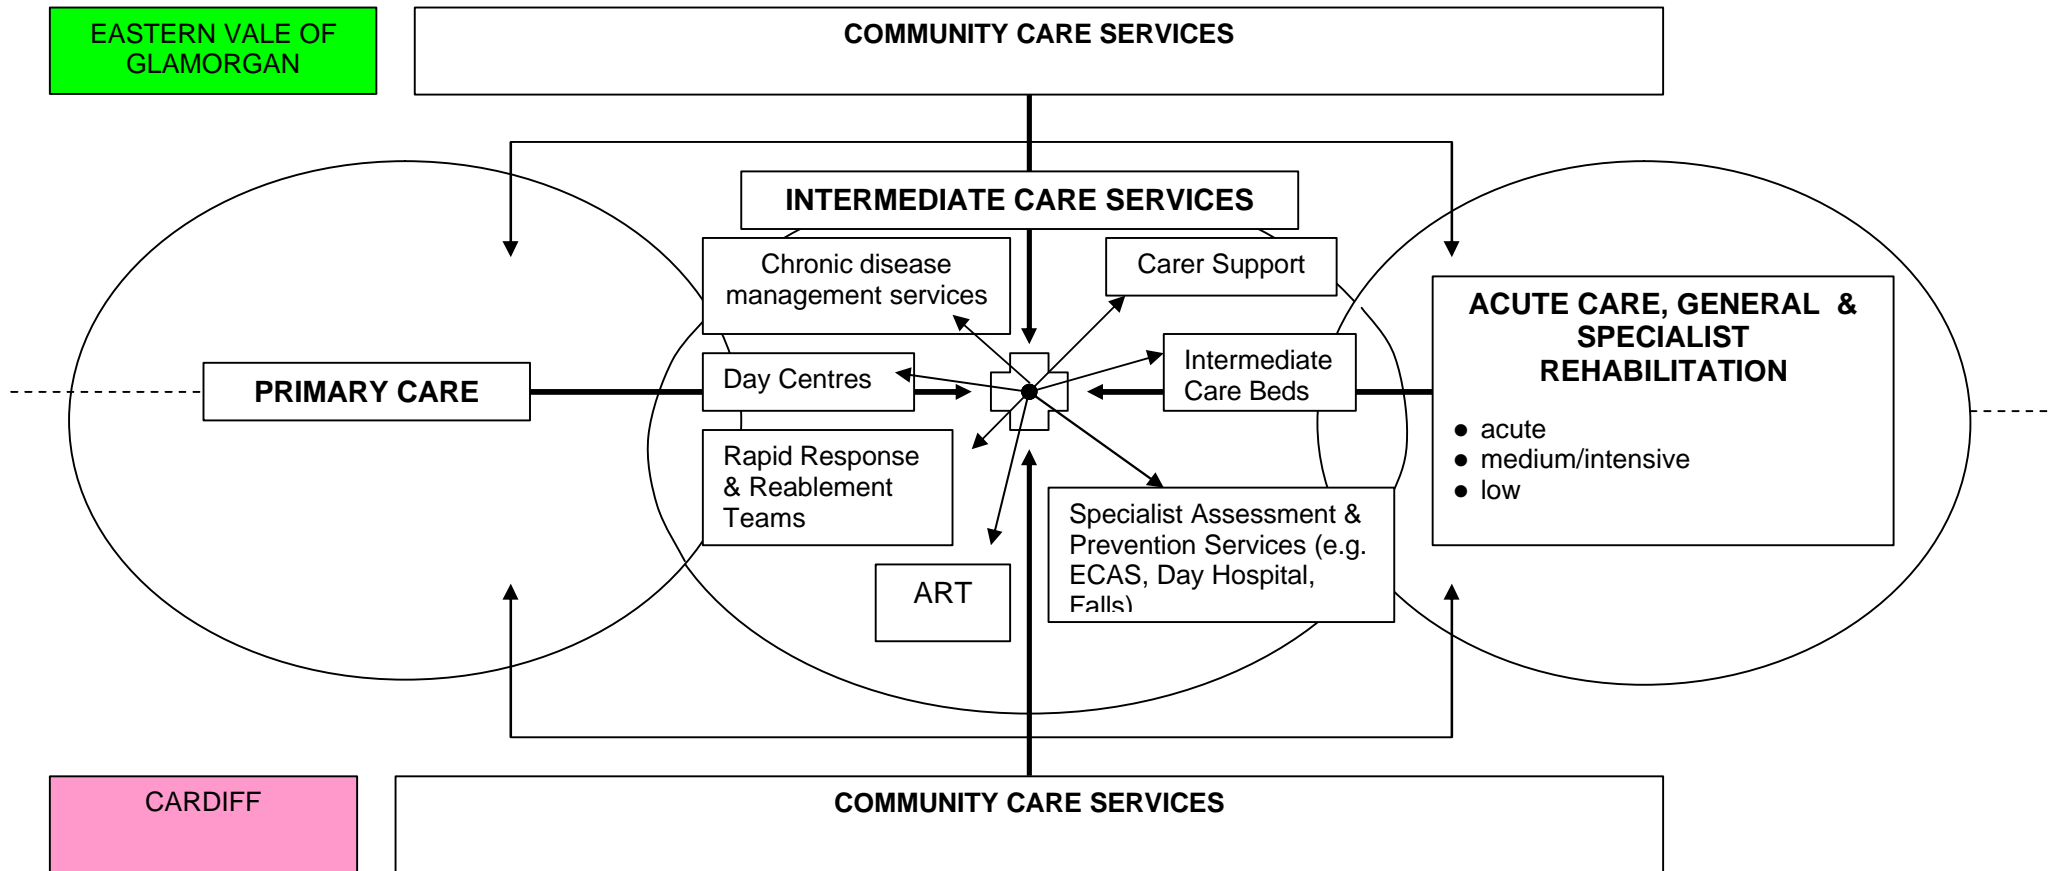 EASTERN VALE OF
GLAMORGAN
COMMUNITY CARE SERVICES
INTERMEDIATE CARE SERVICES
Chronic disease
management services
Carer Support
ACUTE CARE, GENERAL &
SPECIALIST
REHABILITATION
● acute
● medium/intensive
● low
PRIMARY CARE
Day Centres
Intermediate
Care Beds
Rapid Response
& Reablement
Teams
Specialist Assessment &
Prevention Services (e.g.
ECAS, Day Hospital,
Falls)
ART
CARDIFF
COMMUNITY CARE SERVICES